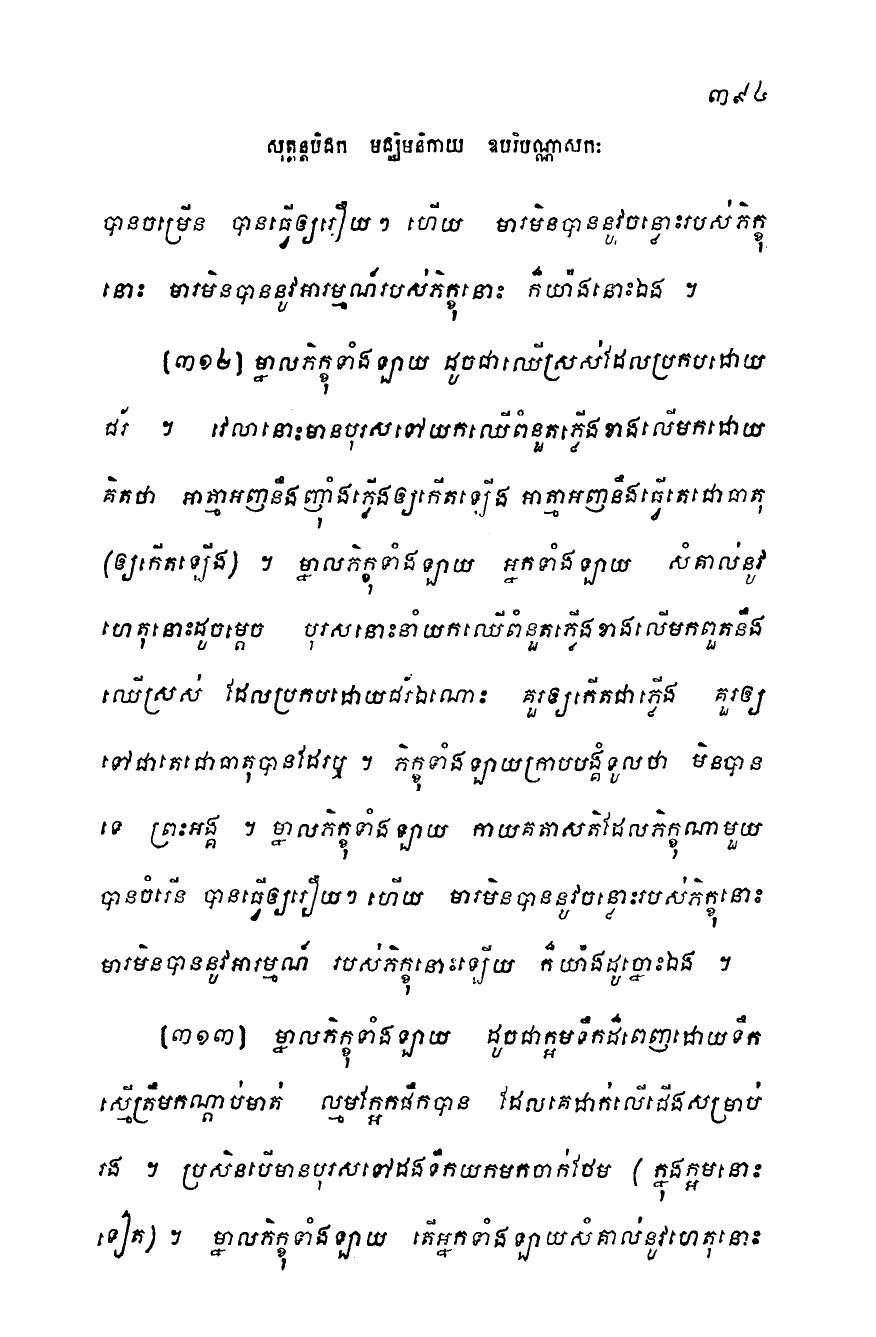 ៣៩៤
សុត្តន្តបិដក មជ្ឈិមនិកាយ ឧបរិបណ្ណាសកៈ
បានចម្រើន បានធ្វើឲ្យរឿយៗ ហើយ មារមិនបាននូវចន្លោះរបស់ភិក្ខុ
នោះ មារមិនបាននូវអារម្មណ៍របស់ភិក្ខុនោះ ក៏យ៉ាងនោះឯង ។
[៣១២] ម្នាលភិក្ខុទាំងឡាយ ដូចជាឈើស្រស់ដែលប្រកបដោយ
ជ័រ ។ វេលានោះមានបុរសទៅយកឈើពំនួតភ្លើងខាងលើមកដោយ
គិតថា អាត្មាអញនឹងញ៉ាំងភ្លើងឲ្យកើតឡើង អាត្មាអញនឹងធ្វើតេជោធាតុ
(ឲ្យកើតឡើង) ។ ម្នាលភិក្ខុទាំងឡាយ អ្នកទាំងឡាយ សំគាល់នូវ
ហេតុនោះដូចម្តេច បុរសនោះនាំយកឈើពំនួតភ្លើងខាងលើមកពួតនឹង
ឈើស្រស់ ដែលប្រកបដោយជ័រឯណោះ គួរឲ្យកើតជាភ្លើង គួរឲ្យ
ទៅជាតេជោធាតុបានដែរឬ ។ ភិក្ខុទាំងឡាយក្រាបបង្គំទូលថា មិនបាន
ទេ ព្រះអង្គ ។ ម្នាលភិក្ខុទាំងឡាយ កាយគតាសតិដែលភិក្ខុណាមួយ
បានចំរើន បានធ្វើឲ្យរឿយៗ ហើយ មារមិនបាននូវចន្លោះរបស់ភិក្ខុនោះ
មារមិនបាននូវអារម្មណ៍ របស់ភិក្ខុនោះឡើយ ក៏យ៉ាងដូច្នោះឯង ។
[៣១៣] ម្នាលភិក្ខុទាំងឡាយ ដូចជាក្អមទឹកដ៏ពេញដោយទឹក
ស្មើត្រឹមកណ្តាប់មាត់ ល្មមក្អែកផឹកបាន ដែលគេដាក់លើជើងសម្រាប់
រង ។ ប្រសិនបើមានបុរសទៅដងទឹកយកមកចាក់ថែម (ក្នុងក្អមនោះ
ទៀត) ។ ម្នាលភិក្ខុទាំងឡាយ តើអ្នកទាំងឡាយសំគាល់នូវហេតុនោះ